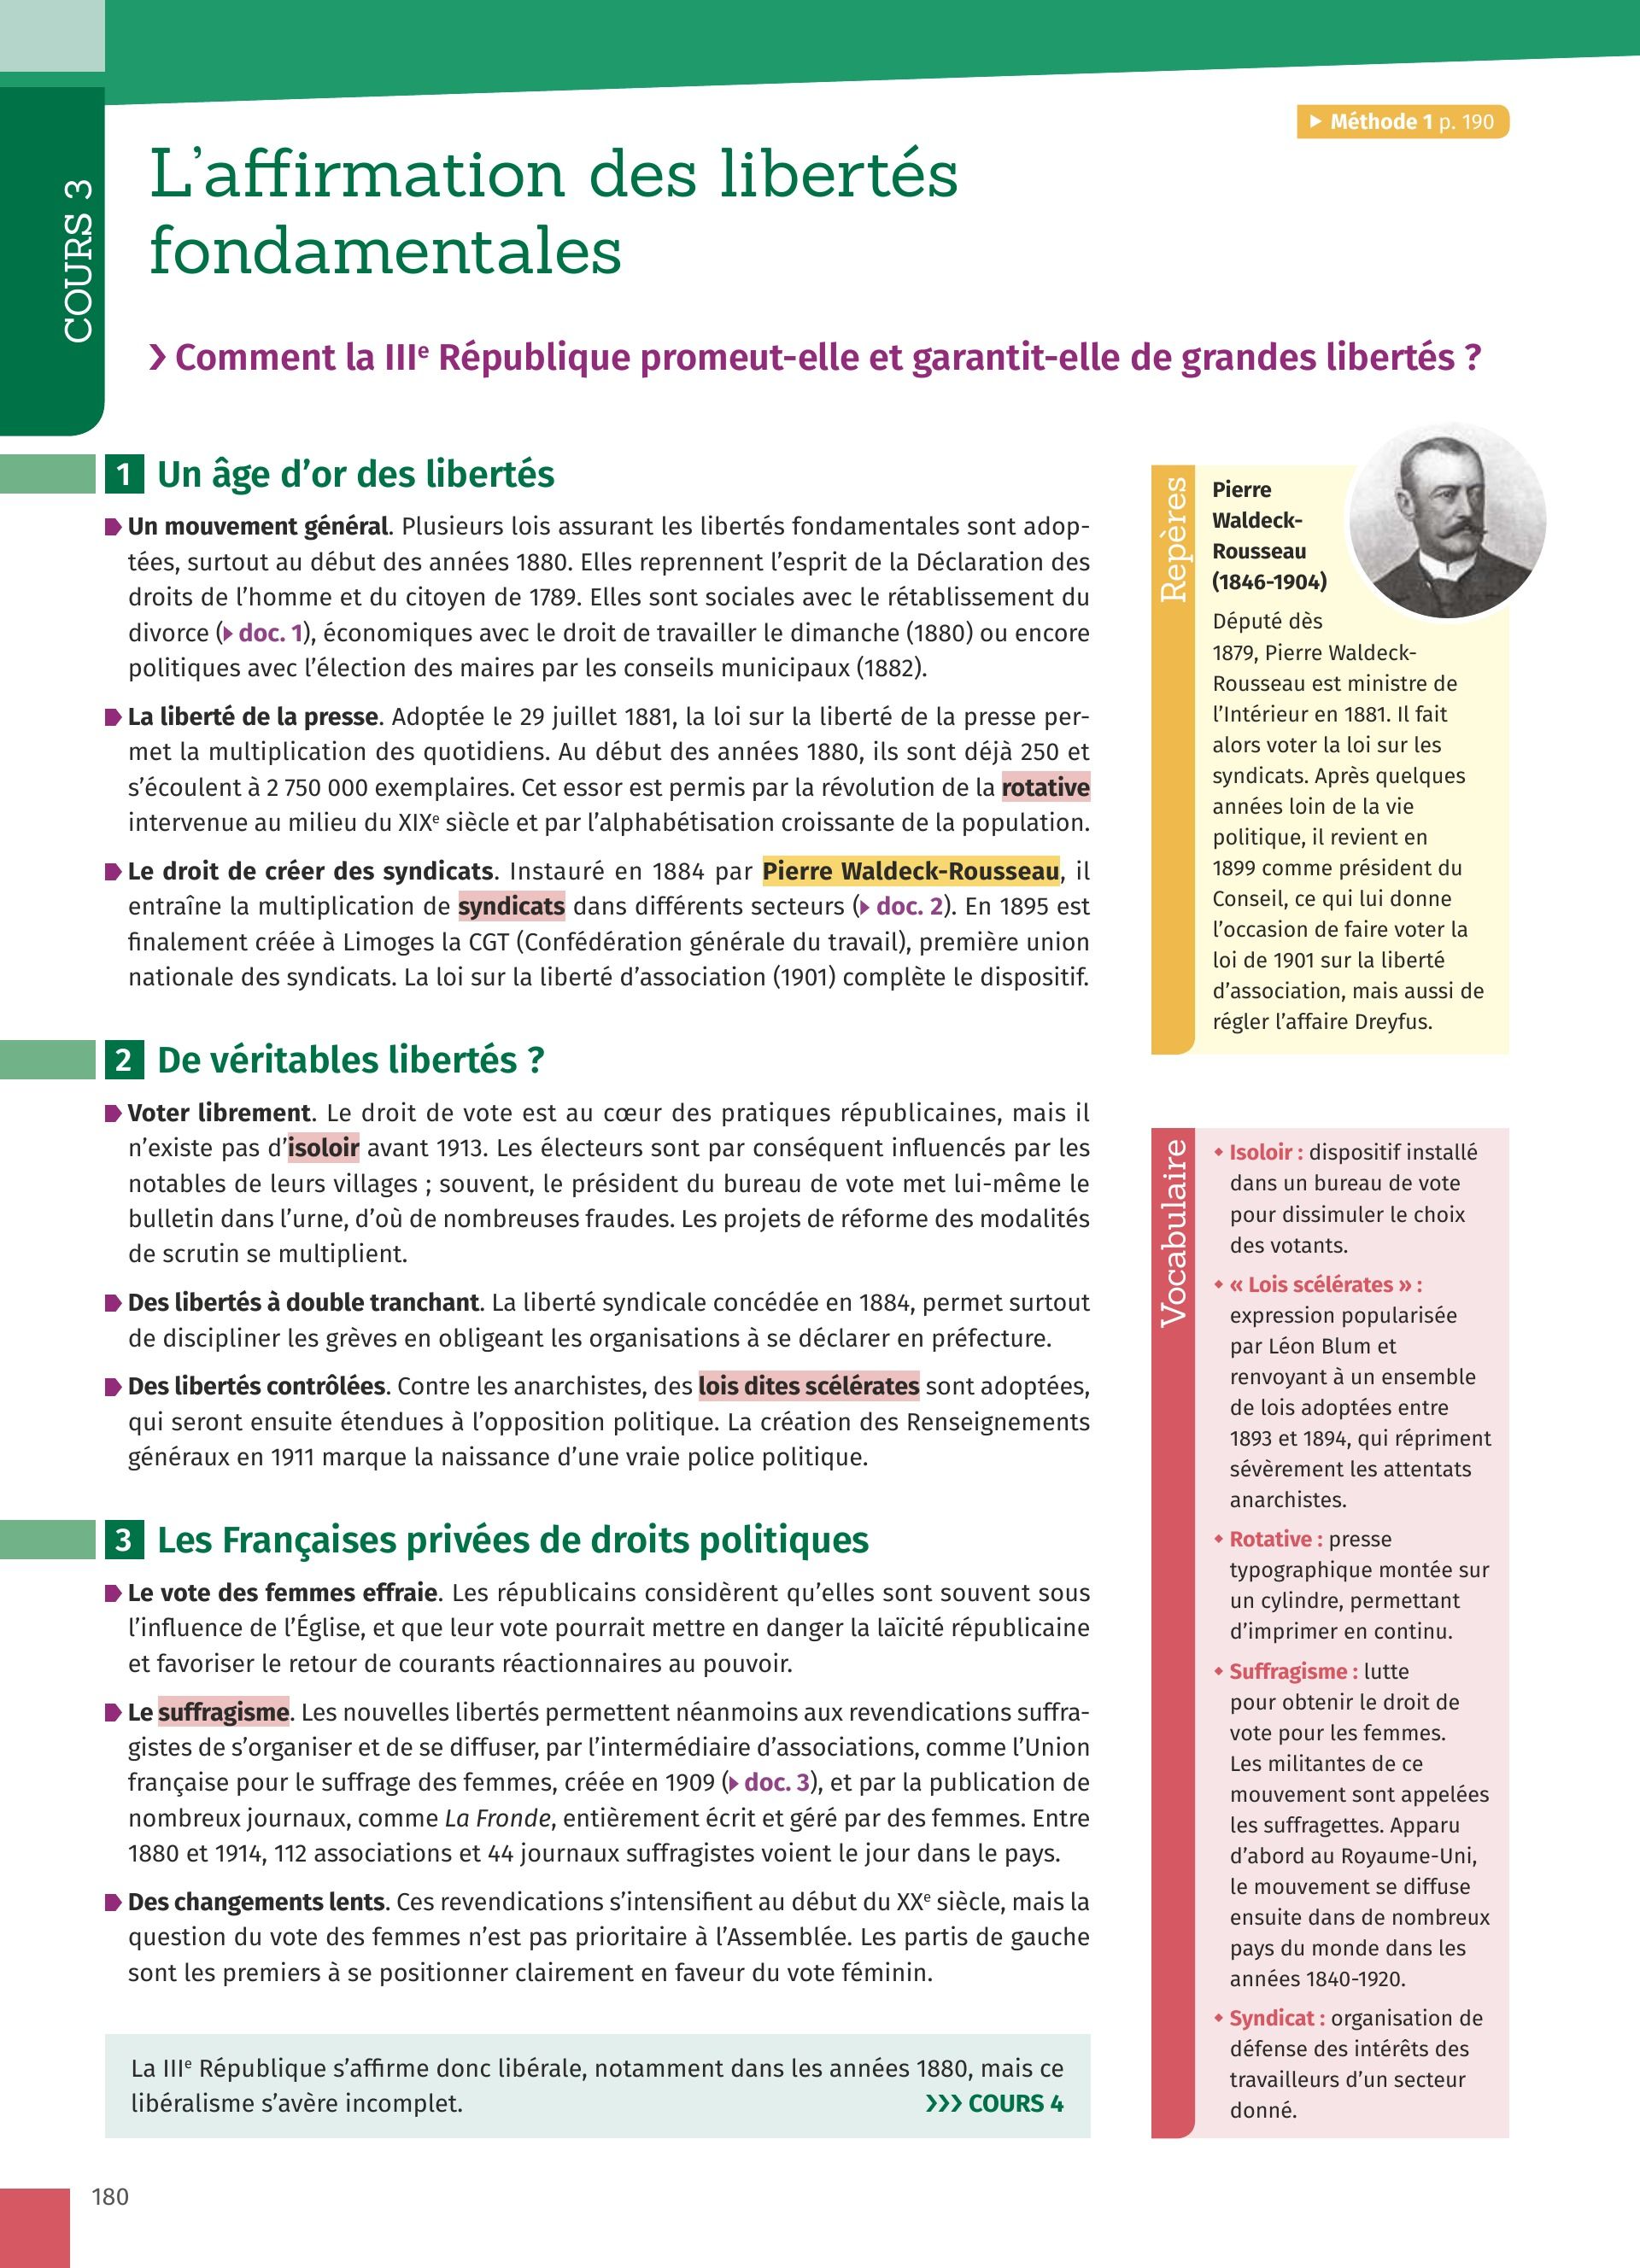 Méthode 1 p. 190
COURS 3
L'affirmation des libertés
fondamentales
Comment la IIIe République promeut-elle et garantit-elle de grandes libertés ?
1 Un âge d'or des libertés
Un mouvement général. Plusieurs lois assurant les libertés fondamentales sont adop-
tées, surtout au début des années 1880. Elles reprennent l'esprit de la Déclaration des
droits de l'homme et du citoyen de 1789. Elles sont sociales avec le rétablissement du
divorce (doc. 1), économiques avec le droit de travailler le dimanche (1880) ou encore
politiques avec l'élection des maires par les conseils municipaux (1882).
La liberté de la presse. Adoptée le 29 juillet 1881, la loi sur la liberté de la presse per-
met la multiplication des quotidiens. Au début des années 1880, ils sont déjà 250 et
s'écoulent à 2 750 000 exemplaires. Cet essor est permis par la révolution de la rotative
intervenue au milieu du XIXe siècle et par l'alphabétisation croissante de la population.
Le droit de créer des syndicats. Instauré en 1884 par Pierre Waldeck-Rousseau, il
entraîne la multiplication de syndicats dans différents secteurs (doc. 2). En 1895 est
finalement créée à Limoges la CGT (Confédération générale du travail), première union
nationale des syndicats. La loi sur la liberté d'association (1901) complète le dispositif.
2 De véritables libertés ?
Voter librement. Le droit de vote est au cœur des pratiques républicaines, mais il
n'existe pas d'isoloir avant 1913. Les électeurs sont par conséquent influencés par les
notables de leurs villages ; souvent, le président du bureau de vote met lui-même le
bulletin dans l'urne, d'où de nombreuses fraudes. Les projets de réforme des modalités
de scrutin se multiplient.
Des libertés à double tranchant. La liberté syndicale concédée en 1884, permet surtout
de discipliner les grèves en obligeant les organisations à se déclarer en préfecture.
Des libertés contrôlées. Contre les anarchistes, des lois dites scélérates sont adoptées,
qui seront ensuite étendues à l'opposition politique. La création des Renseignements
généraux en 1911 marque la naissance d'une vraie police politique.
3 Les Françaises privées de droits politiques
Le vote des femmes effraie. Les républicains considèrent qu'elles sont souvent sous
l'influence de l'Église, et que leur vote pourrait mettre en danger la laïcité républicaine
et favoriser le retour de courants réactionnaires au pouvoir.
Le suffragisme. Les nouvelles libertés permettent néanmoins aux revendications suffra-
gistes de s'organiser et de se diffuser, par l'intermédiaire d'associations, comme l'Union
française pour le suffrage des femmes, créée en 1909 (doc. 3), et par la publication de
nombreux journaux, comme La Fronde, entièrement écrit et géré par des femmes. Entre
1880 et 1914, 112 associations et 44 journaux suffragistes voient le jour dans le pays.
Des changements lents. Ces revendications s'intensifient au début du XXe siècle, mais la
question du vote des femmes n'est pas prioritaire à l'Assemblée. Les partis de gauche
sont les premiers à se positionner clairement en faveur du vote féminin.
La IIIe République s'affirme donc libérale, notamment dans les années 1880, mais ce
libéralisme s'avère incomplet.
COURS 4
Repères
Pierre
Waldeck-
Rousseau
(1846-1904)
Député dès
1879, Pierre Waldeck-
Rousseau est ministre de
l'Intérieur en 1881. Il fait
alors voter la loi sur les
syndicats. Après quelques
années loin de la vie
politique, il revient en
1899 comme président du
Conseil, ce qui lui donne
l'occasion de faire voter la
loi de 1901 sur la liberté
d'association, mais aussi de
régler l'affaire Dreyfus.
Vocabulaire
Isoloir : dispositif installé
dans un bureau de vote
pour dissimuler le choix
des votants.
« Lois scélérates » :
expression popularisée
par Léon Blum et
renvoyant à un ensemble
de lois adoptées entre
1893 et 1894, qui répriment
sévèrement les attentats
anarchistes.
Rotative : presse
typographique montée sur
un cylindre, permettant
d'imprimer en continu.
Suffragisme : lutte
pour obtenir le droit de
vote pour les femmes.
Les militantes de ce
mouvement sont appelées
les suffragettes. Apparu
d'abord au Royaume-Uni,
le mouvement se diffuse
ensuite dans de nombreux
pays du monde dans les
années 1840-1920.
Syndicat : organisation de
défense des intérêts des
travailleurs d'un secteur
donné.
180